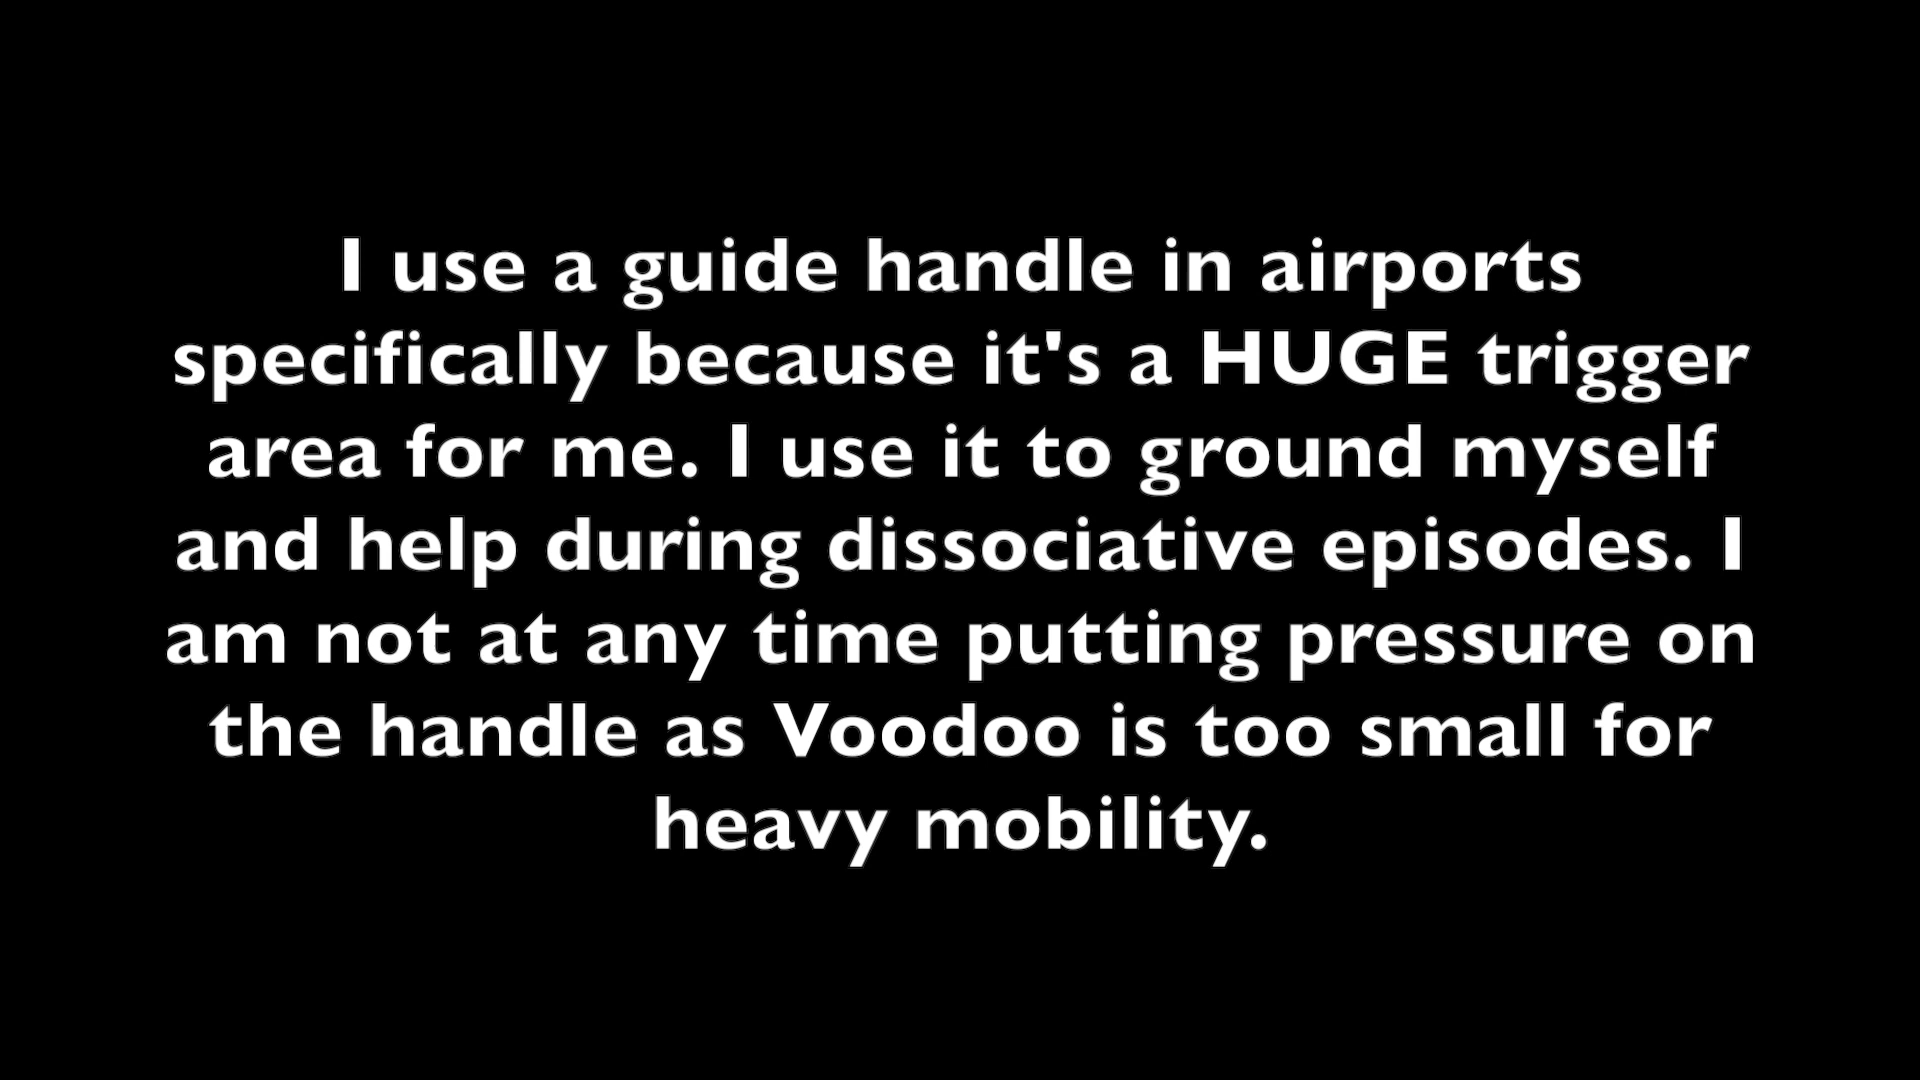 I use a guide handle in airports
specifically because it's a HUGE trigger
area for me. I use it to ground myself
and help during dissociative episodes. I
am not at any time putting pressure on
the handle as Voodoo is too small for
heavy mobility.